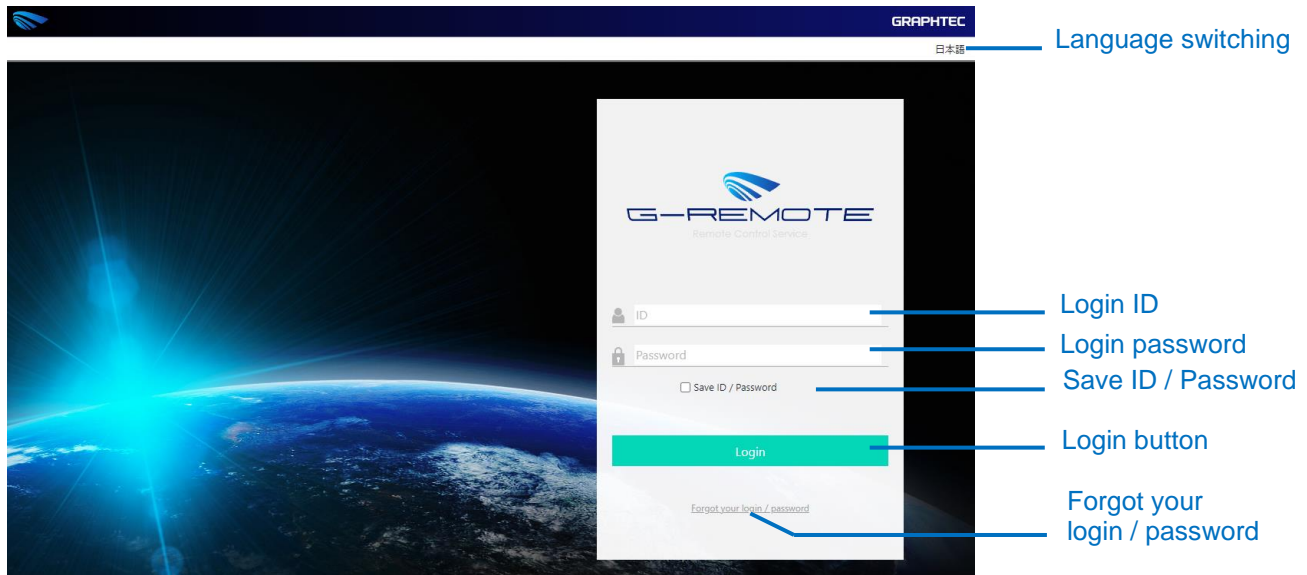 GRAPHTEC
日本語
Language switching
G-REMOTE
Remote Control Service
ID
Login ID
Password
Login password
Save ID / Password
Save ID / Password
Login
Login button
Forgot your login / password
Forgot your
login / password